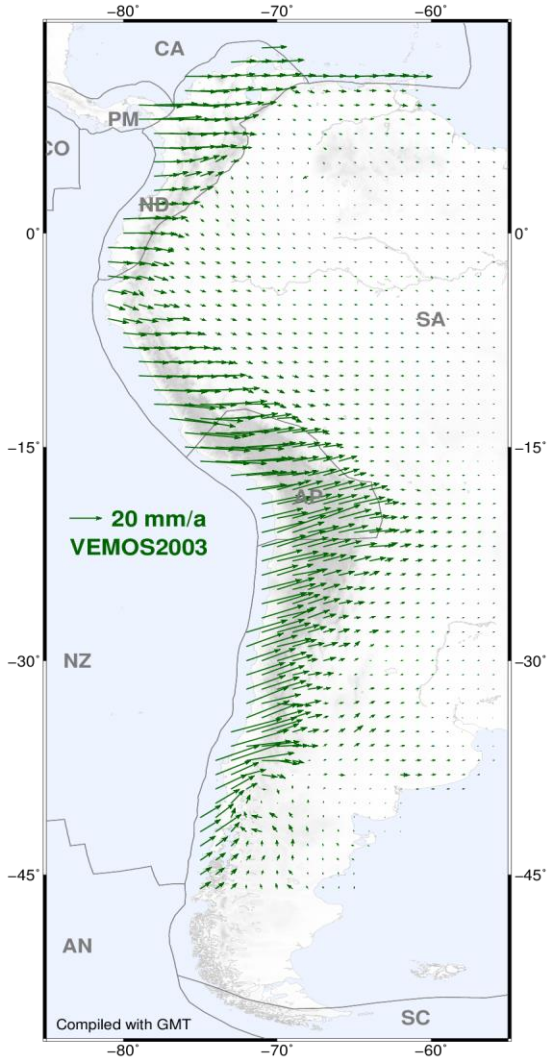 −80° −70° −60°
CA
PM
CO
ND
0° 0°
SA
−15° −15°
AP
20 mm/a
VEMOS2003
NZ
−30° −30°
−45° −45°
AN
SC
Compiled with GMT
−80° −70° −60°